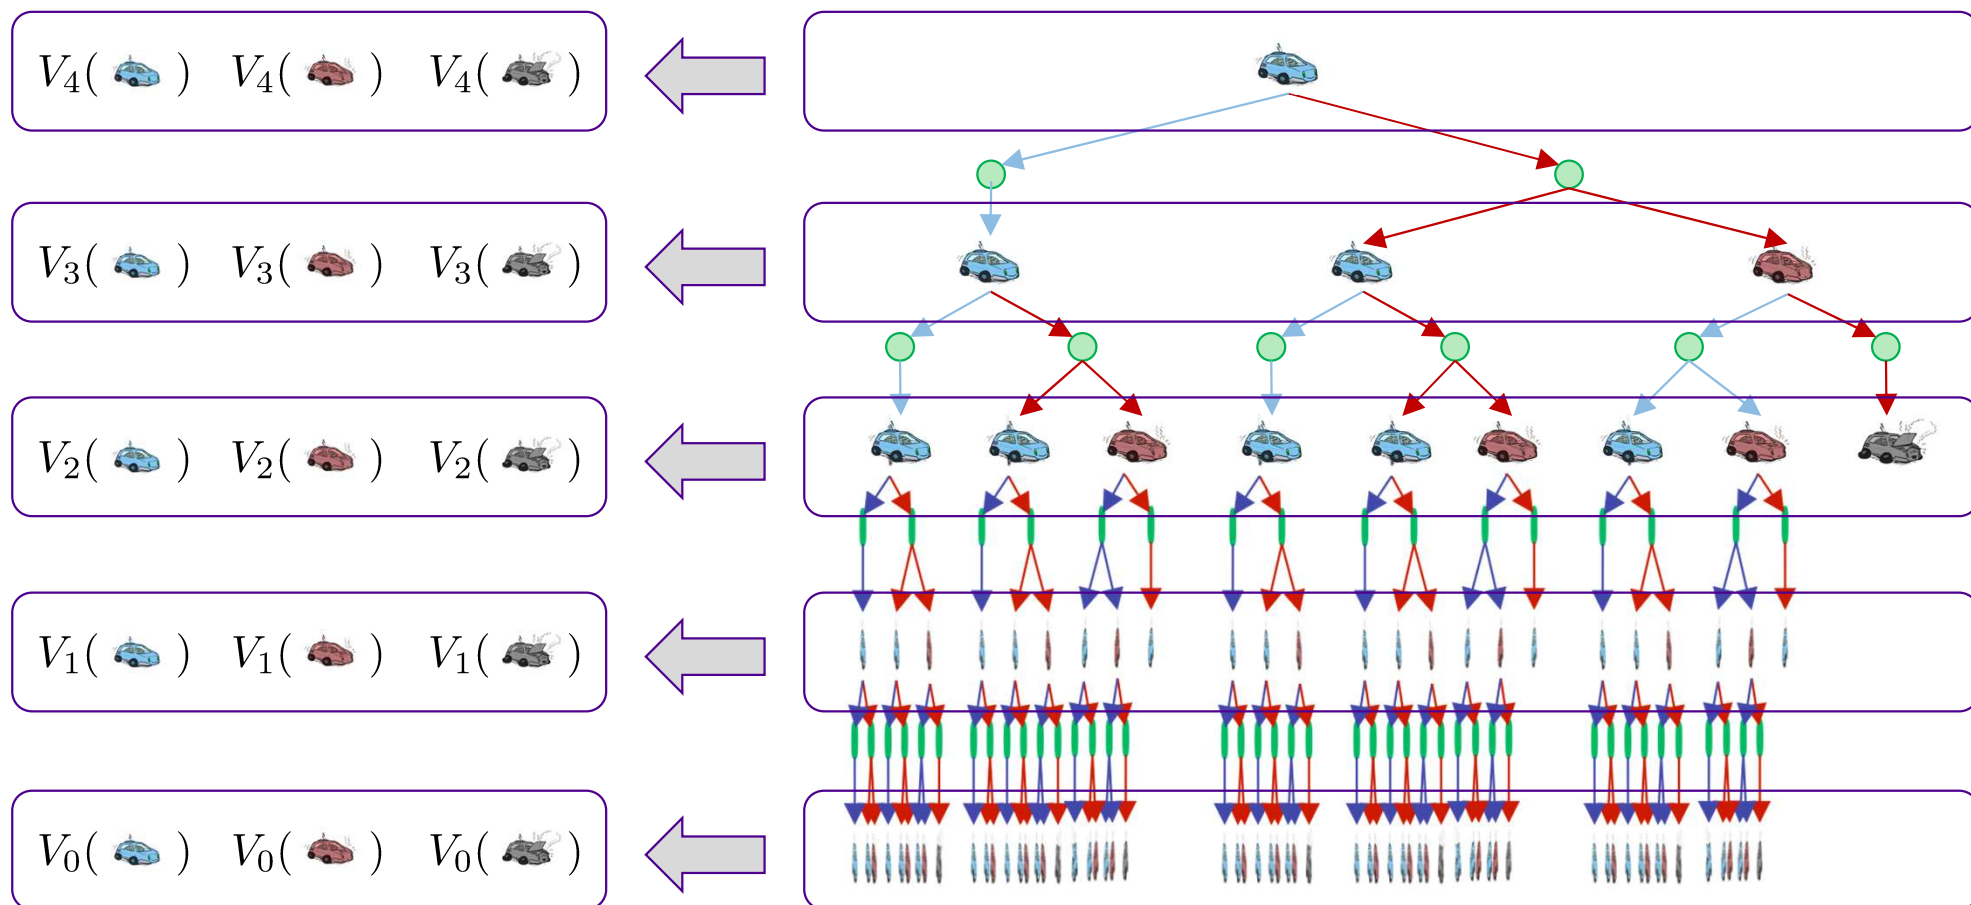 V4( ) V4( ) V4( )
V3( ) V3( ) V3( )
V2( ) V2( ) V2( )
V1( ) V1( ) V1( )
V0( ) V0( ) V0( )